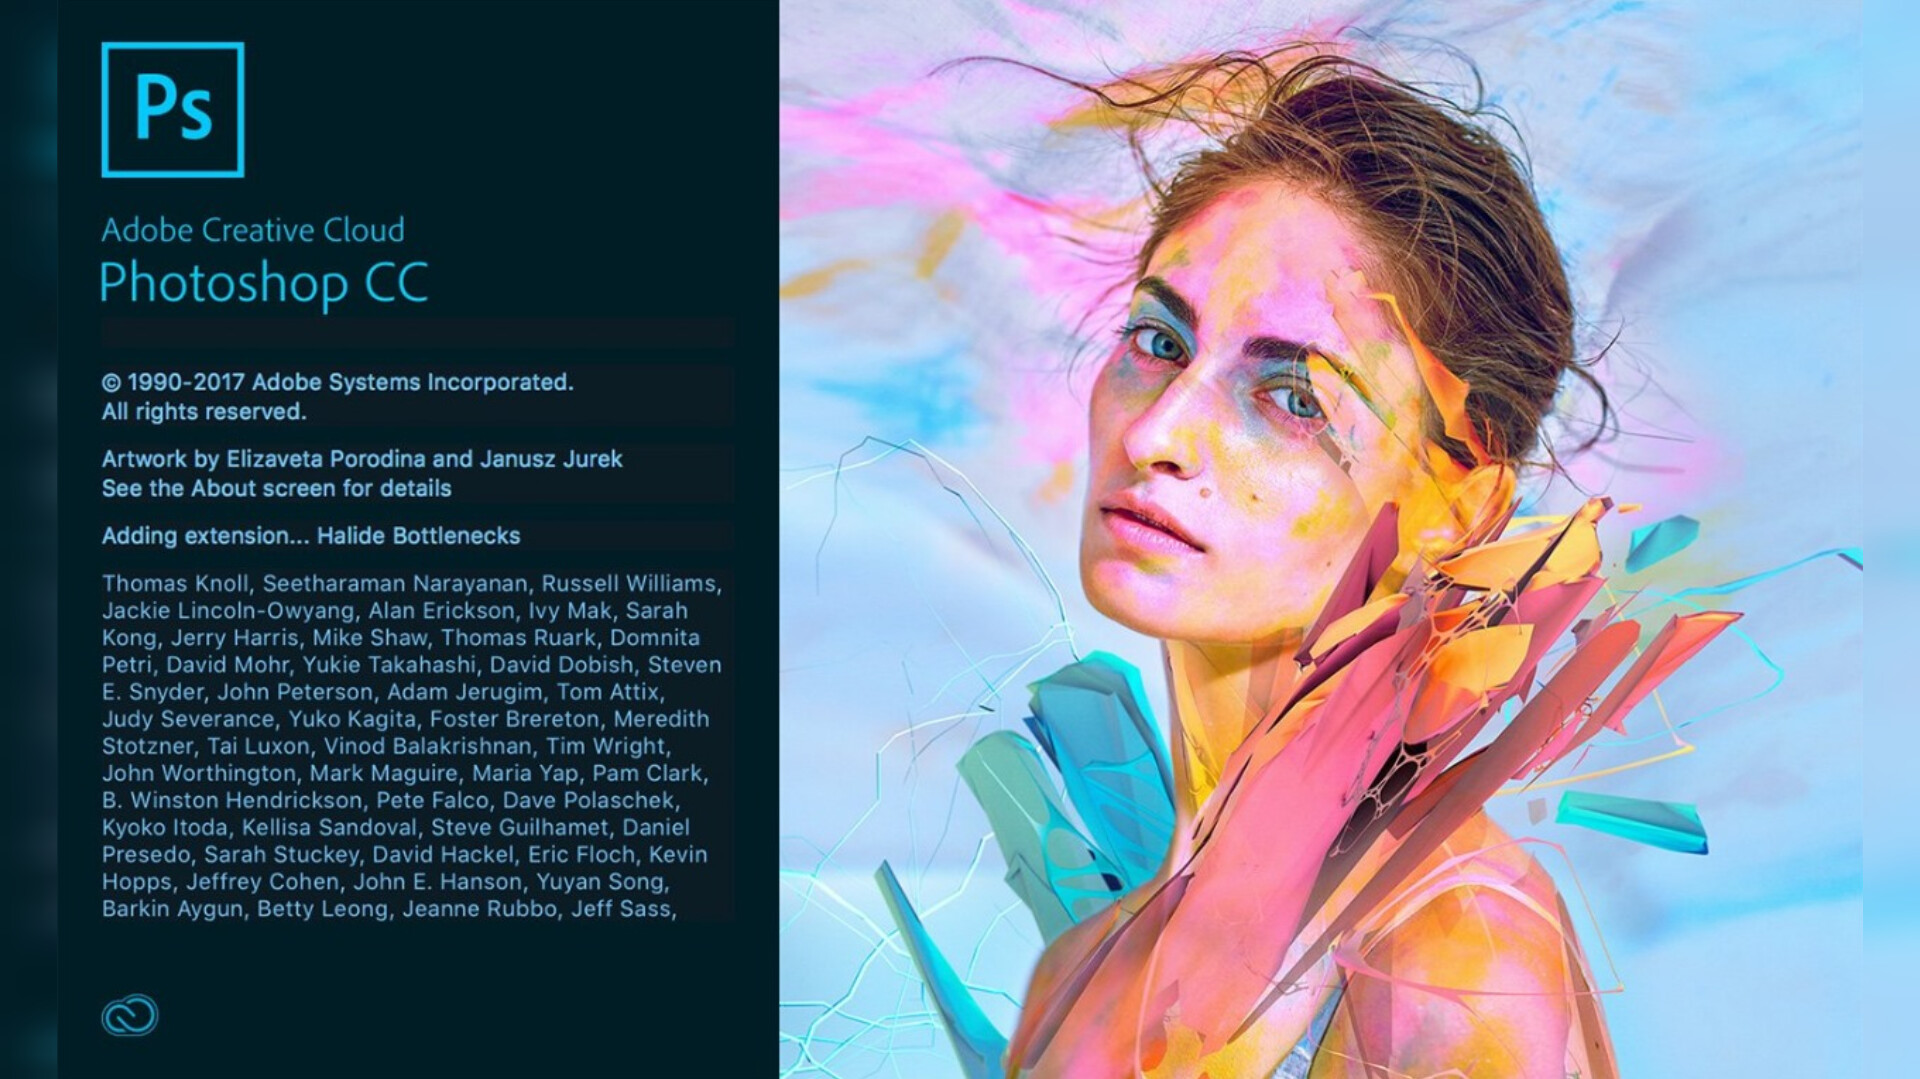 Ps
Adobe Creative Cloud
Photoshop CC
© 1990-2017 Adobe Systems Incorporated.
All rights reserved.
Artwork by Elizaveta Porodina and Janusz Jurek
See the About screen for details
Adding extension... Halide Bottlenecks
Thomas Knoll, Seetharaman Narayanan, Russell Williams,
Jackie Lincoln-Owyang, Alan Erickson, Ivy Mak, Sarah
Kong, Jerry Harris, Mike Shaw, Thomas Ruark, Domnita
Petri, David Mohr, Yukie Takahashi, David Dobish, Steven
E. Snyder, John Peterson, Adam Jerugim, Tom Attix,
Judy Severance, Yuko Kagita, Foster Brereton, Meredith
Stotzner, Tai Luxon, Vinod Balakrishnan, Tim Wright,
John Worthington, Mark Maguire, Maria Yap, Pam Clark,
B. Winston Hendrickson, Pete Falco, Dave Polaschek,
Kyoko Itoda, Kellisa Sandoval, Steve Guilhamet, Daniel
Presedo, Sarah Stuckey, David Hackel, Eric Floch, Kevin
Hopps, Jeffrey Cohen, John E. Hanson, Yuyan Song,
Barkin Aygun, Betty Leong, Jeanne Rubbo, Jeff Sass,